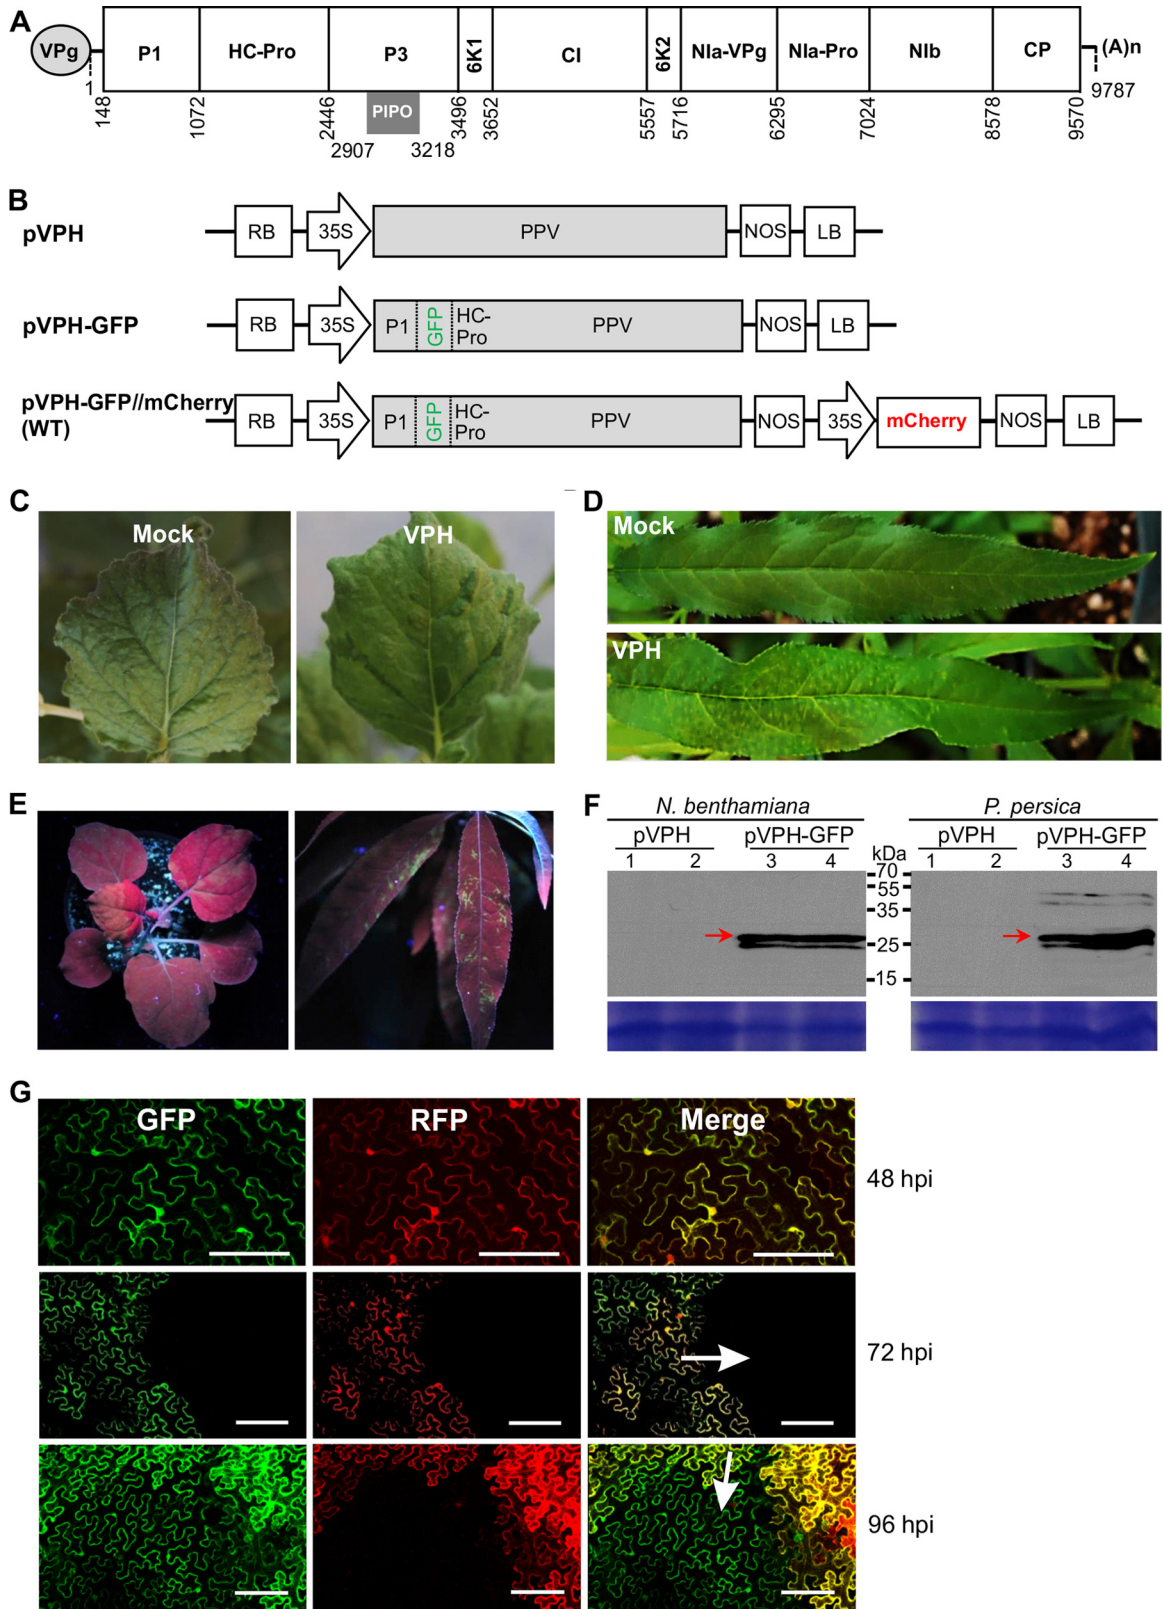 A
VPg P1 HC-Pro P3 6K1 CI 6K2 NIa-VPg NIa-Pro NIb CP (A)n
PIPO
1 148 1072 2446 3496 3652 5557 5716 6295 7024 8578 9570 9787
2907 3218
B
pVPH RB 35S PPV NOS LB
pVPH-GFP RB 35S P1 GFP HC-Pro PPV NOS LB
pVPH-GFP//mCherry
(WT) RB 35S P1 GFP HC-Pro PPV NOS 35S mCherry NOS LB
C
Mock VPH
D
Mock
VPH
E
F
N. benthamiana P. persica
pVPH pVPH-GFP pVPH pVPH-GFP
1 2 3 4 kDa 1 2 3 4
70
55
35
25
15
G
GFP RFP Merge
48 hpi
72 hpi
96 hpi